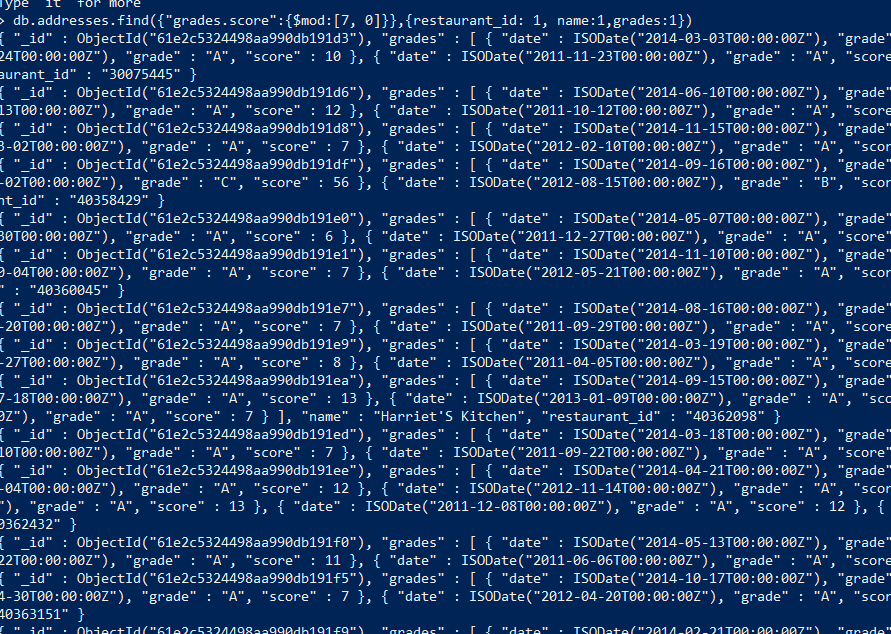 Type "it" for more
> db.addresses.find({"grades.score":{$mod:[7, 0]}},{restaurant_id: 1, name:1,grades:1})
{ "_id" : ObjectId("61e2c5324498aa990db191d3"), "grades" : [ { "date" : ISODate("2014-03-03T00:00:00Z"), "grade"
24T00:00:00Z"), "grade" : "A", "score" : 10 }, { "date" : ISODate("2011-11-23T00:00:00Z"), "grade" : "A", "score
aurant_id" : "30075445" }
{ "_id" : ObjectId("61e2c5324498aa990db191d6"), "grades" : [ { "date" : ISODate("2014-06-10T00:00:00Z"), "grade"
13T00:00:00Z"), "grade" : "A", "score" : 12 }, { "date" : ISODate("2011-10-12T00:00:00Z"), "grade" : "A", "score
{ "_id" : ObjectId("61e2c5324498aa990db191d8"), "grades" : [ { "date" : ISODate("2014-11-15T00:00:00Z"), "grade"
3-02T00:00:00Z"), "grade" : "A", "score" : 7 }, { "date" : ISODate("2012-02-10T00:00:00Z"), "grade" : "A", "scor
{ "_id" : ObjectId("61e2c5324498aa990db191df"), "grades" : [ { "date" : ISODate("2014-09-16T00:00:00Z"), "grade"
-02T00:00:00Z"), "grade" : "C", "score" : 56 }, { "date" : ISODate("2012-08-15T00:00:00Z"), "grade" : "B", "scor
nt_id" : "40358429" }
{ "_id" : ObjectId("61e2c5324498aa990db191e0"), "grades" : [ { "date" : ISODate("2014-05-07T00:00:00Z"), "grade"
30T00:00:00Z"), "grade" : "A", "score" : 6 }, { "date" : ISODate("2011-12-27T00:00:00Z"), "grade" : "A", "score"
{ "_id" : ObjectId("61e2c5324498aa990db191e1"), "grades" : [ { "date" : ISODate("2014-11-10T00:00:00Z"), "grade"
0-04T00:00:00Z"), "grade" : "A", "score" : 7 }, { "date" : ISODate("2012-05-21T00:00:00Z"), "grade" : "A", "scor
" : "40360045" }
{ "_id" : ObjectId("61e2c5324498aa990db191e7"), "grades" : [ { "date" : ISODate("2014-08-16T00:00:00Z"), "grade"
-20T00:00:00Z"), "grade" : "A", "score" : 7 }, { "date" : ISODate("2011-09-29T00:00:00Z"), "grade" : "A", "score
{ "_id" : ObjectId("61e2c5324498aa990db191e9"), "grades" : [ { "date" : ISODate("2014-03-19T00:00:00Z"), "grade"
-27T00:00:00Z"), "grade" : "A", "score" : 8 }, { "date" : ISODate("2011-04-05T00:00:00Z"), "grade" : "A", "score
{ "_id" : ObjectId("61e2c5324498aa990db191ea"), "grades" : [ { "date" : ISODate("2014-09-15T00:00:00Z"), "grade"
7-18T00:00:00Z"), "grade" : "A", "score" : 13 }, { "date" : ISODate("2013-01-09T00:00:00Z"), "grade" : "A", "sco
0Z"), "grade" : "A", "score" : 7 } ], "name" : "Harriet'S Kitchen", "restaurant_id" : "40362098" }
{ "_id" : ObjectId("61e2c5324498aa990db191ed"), "grades" : [ { "date" : ISODate("2014-03-18T00:00:00Z"), "grade"
10T00:00:00Z"), "grade" : "A", "score" : 7 }, { "date" : ISODate("2011-09-22T00:00:00Z"), "grade" : "A", "score"
{ "_id" : ObjectId("61e2c5324498aa990db191ee"), "grades" : [ { "date" : ISODate("2014-04-21T00:00:00Z"), "grade"
-04T00:00:00Z"), "grade" : "A", "score" : 12 }, { "date" : ISODate("2012-11-14T00:00:00Z"), "grade" : "A", "scor
"), "grade" : "A", "score" : 13 }, { "date" : ISODate("2011-12-08T00:00:00Z"), "grade" : "A", "score" : 12 }, {
0362432" }
{ "_id" : ObjectId("61e2c5324498aa990db191f0"), "grades" : [ { "date" : ISODate("2014-05-13T00:00:00Z"), "grade"
22T00:00:00Z"), "grade" : "A", "score" : 11 }, { "date" : ISODate("2011-06-06T00:00:00Z"), "grade" : "A", "score
{ "_id" : ObjectId("61e2c5324498aa990db191f5"), "grades" : [ { "date" : ISODate("2014-10-17T00:00:00Z"), "grade"
4-30T00:00:00Z"), "grade" : "A", "score" : 7 }, { "date" : ISODate("2012-04-20T00:00:00Z"), "grade" : "A", "scor
40363151" }
{ "_id" : ObjectId("61e2c5324498aa990db191f9"), "grades" : [ { "date" : ISODate("2014-02-21T00:00:00Z"), "grade"